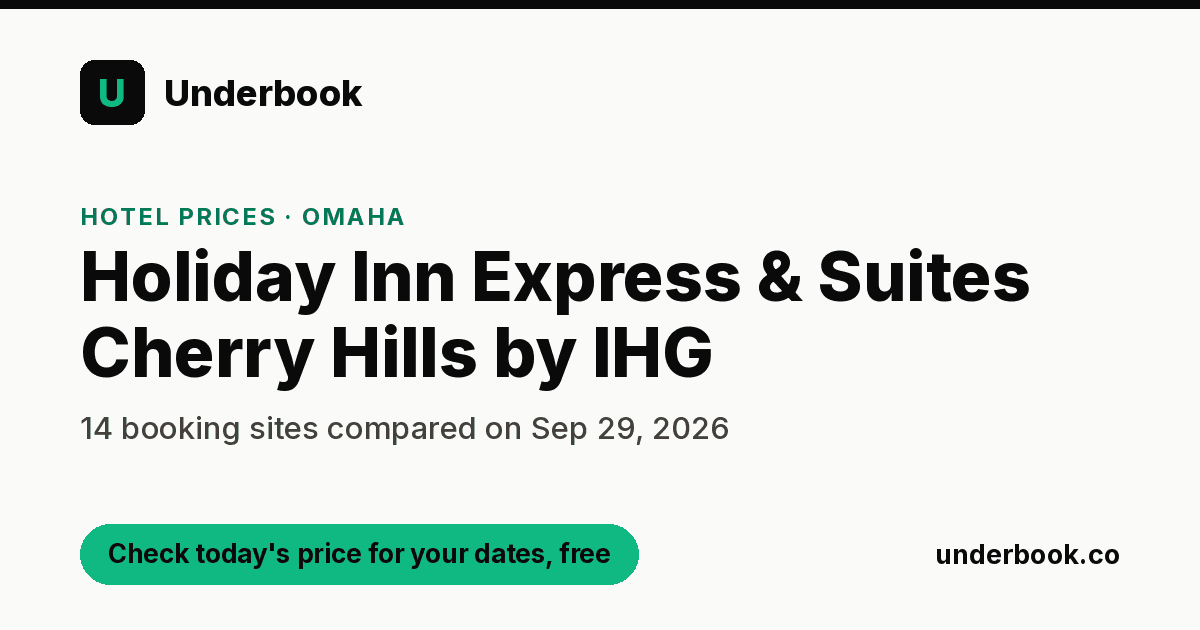 U Underbook
HOTEL PRICES · OMAHA
Holiday Inn Express & Suites
Cherry Hills by IHG
14 booking sites compared on Sep 29, 2026
Check today's price for your dates, free
underbook.co